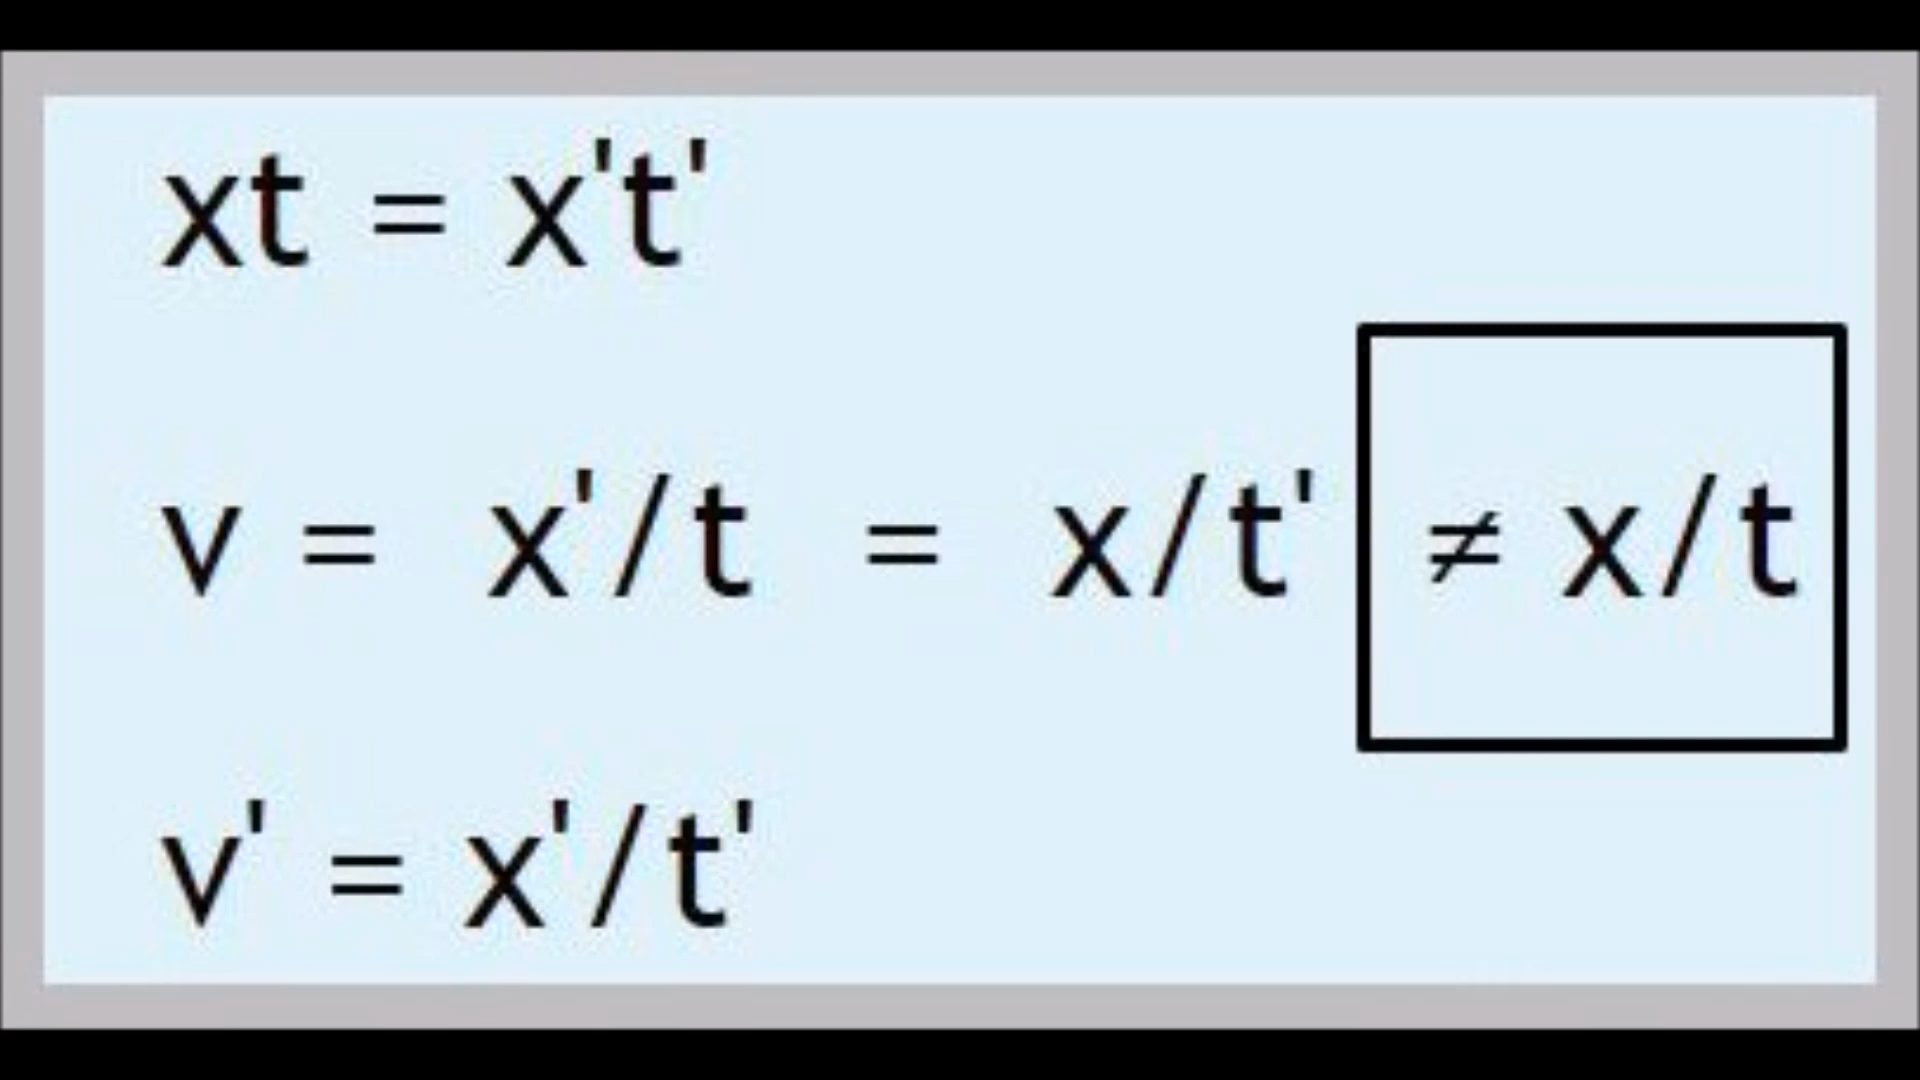 xt = x't'
v = x'/t = x/t' ≠ x/t
v' = x'/t'